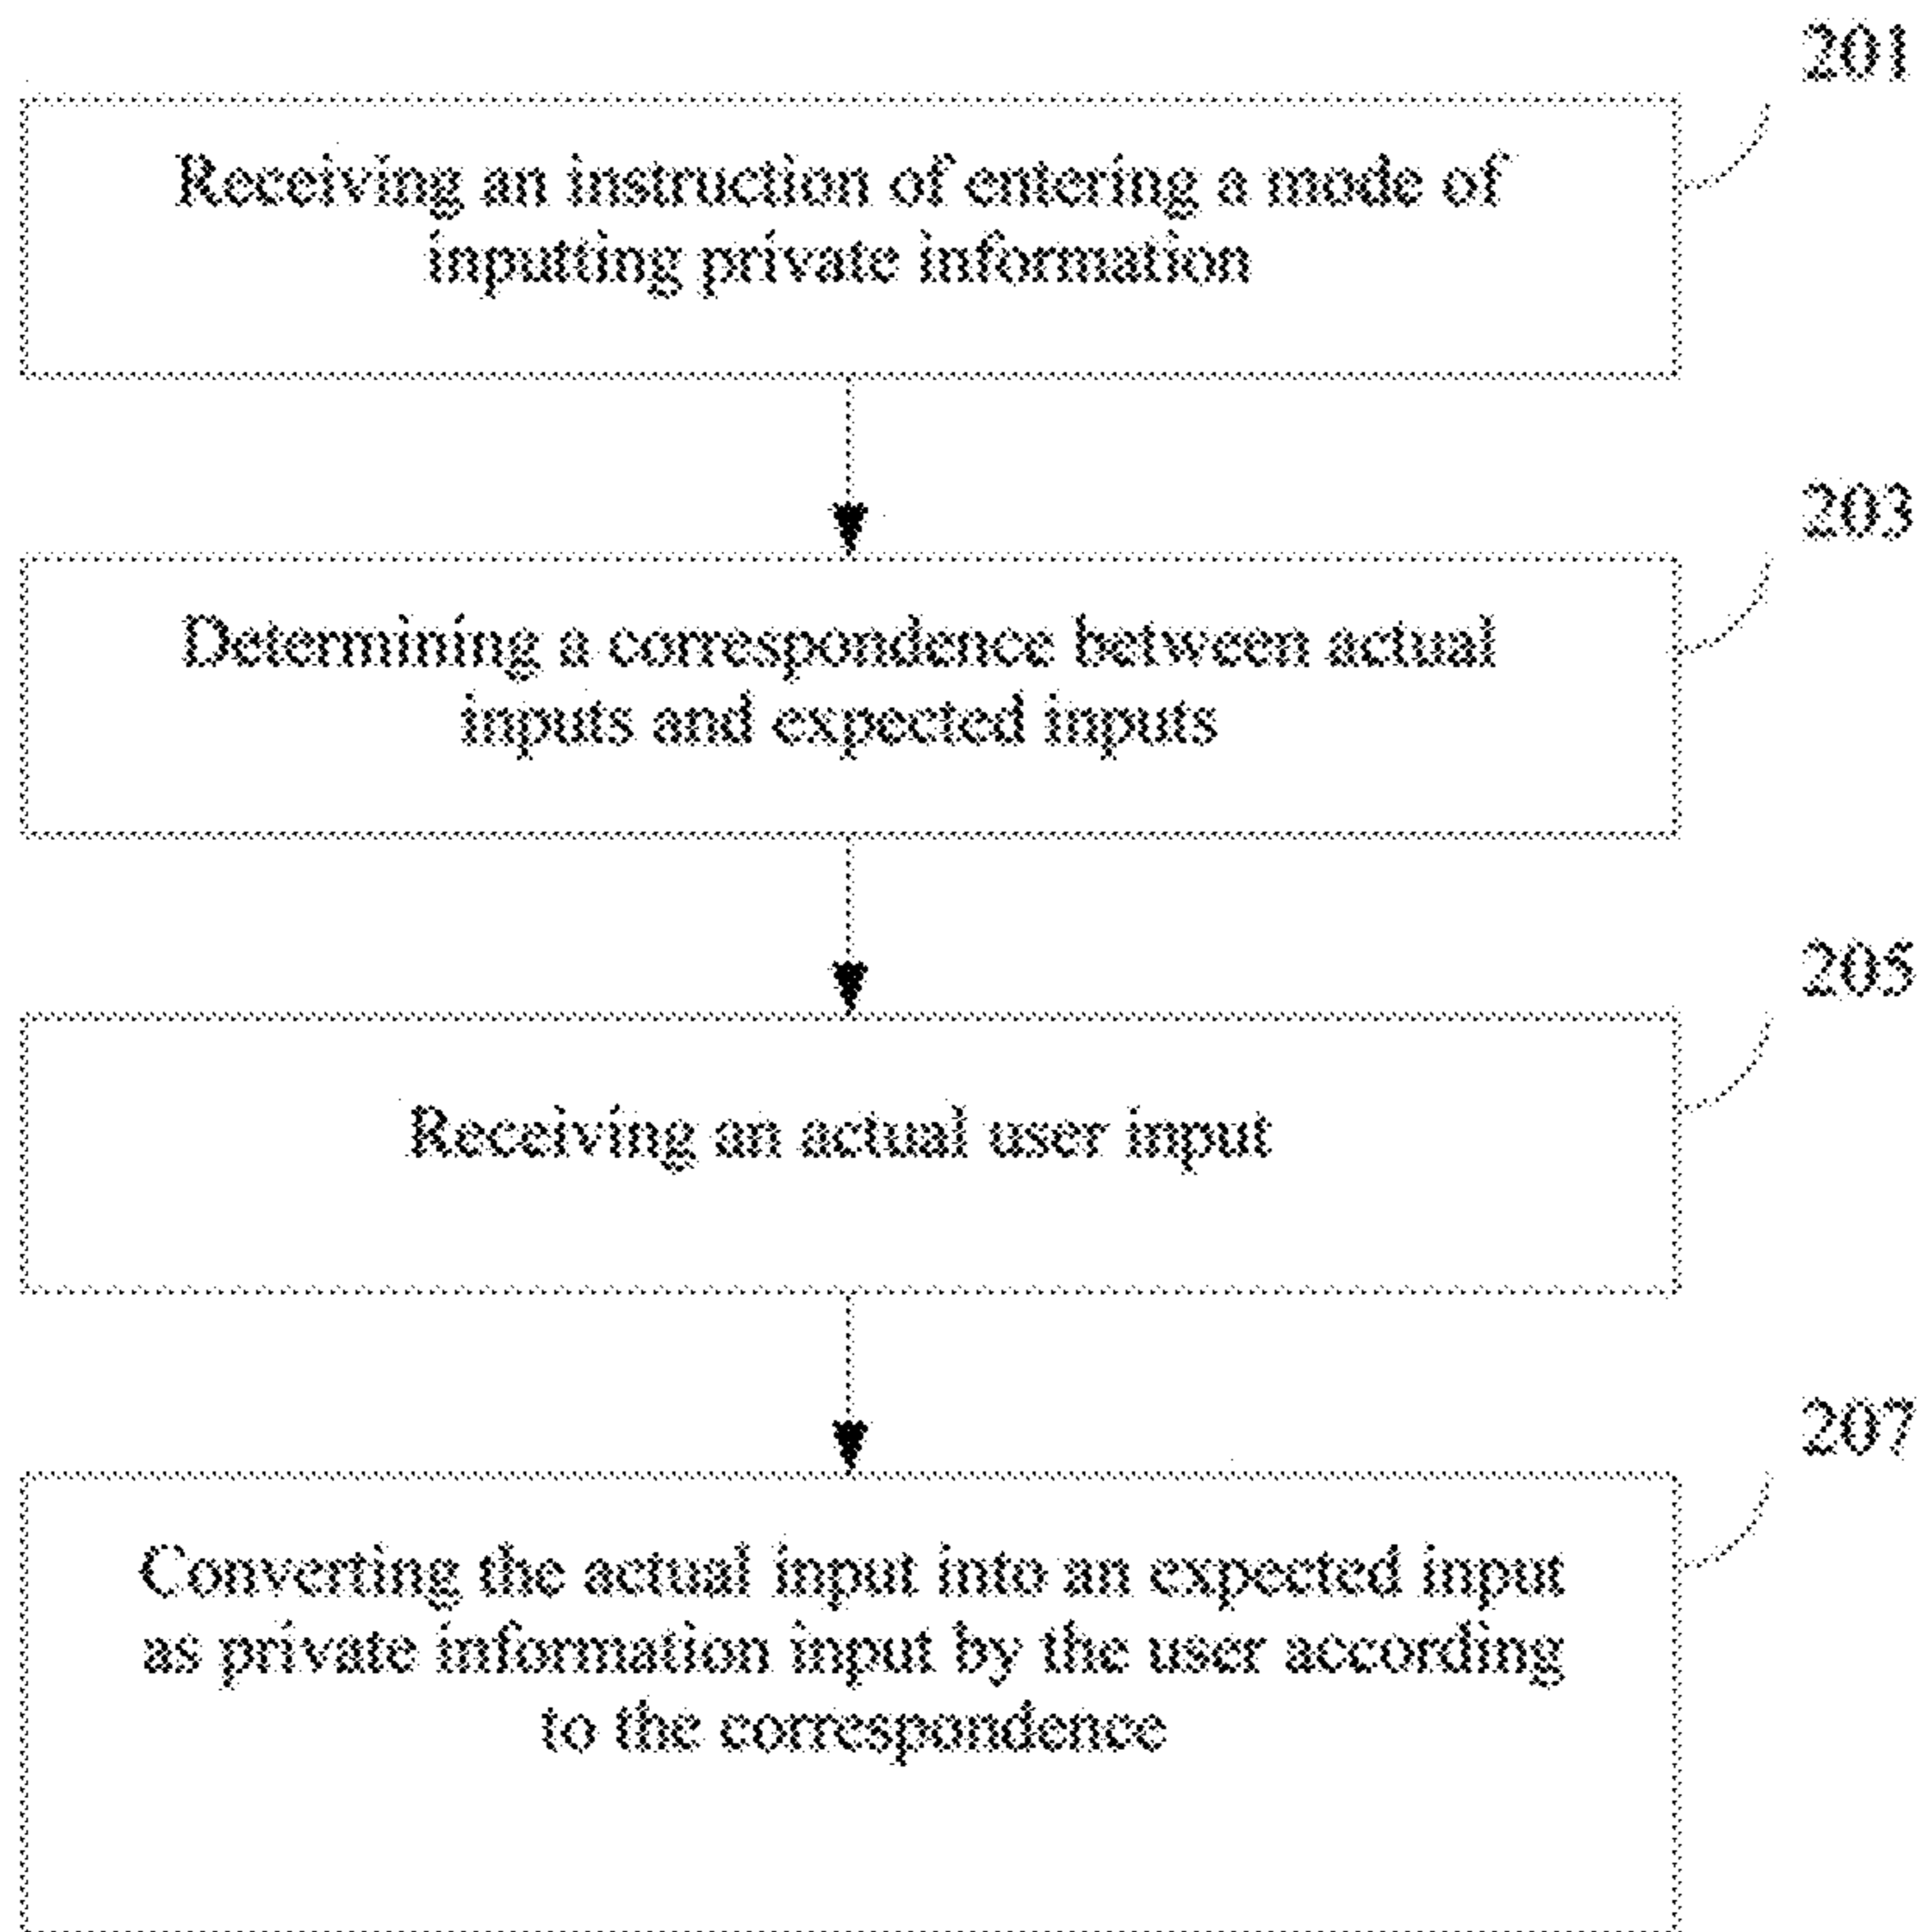 201
Receiving an instruction of entering a mode of
inputting private information
203
Determining a correspondence between actual
inputs and expected inputs
205
Receiving an actual user input
207
Converting the actual input into an expected input
as private information input by the user according
to the correspondence